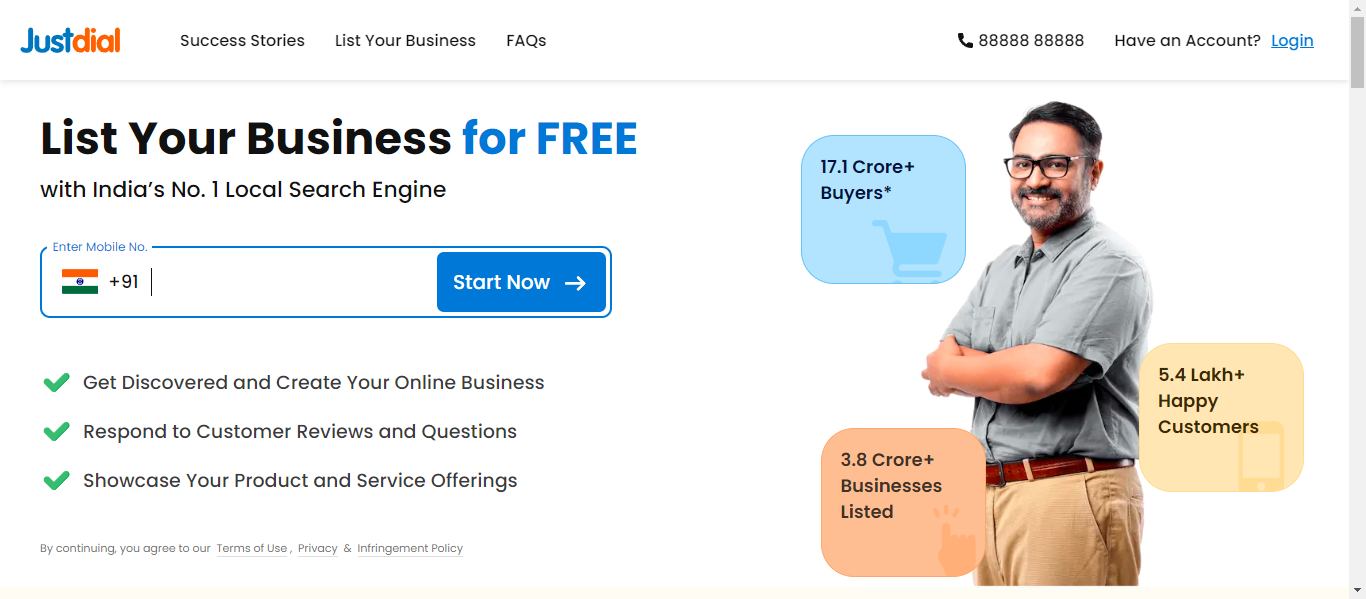 Justdial
Success Stories
List Your Business
FAQs
88888 88888
Have an Account? Login
List Your Business for FREE
with India’s No. 1 Local Search Engine
Enter Mobile No.
+91
Start Now
Get Discovered and Create Your Online Business
Respond to Customer Reviews and Questions
Showcase Your Product and Service Offerings
By continuing, you agree to our Terms of Use , Privacy & Infringement Policy
17.1 Crore+
Buyers*
5.4 Lakh+
Happy
Customers
3.8 Crore+
Businesses
Listed